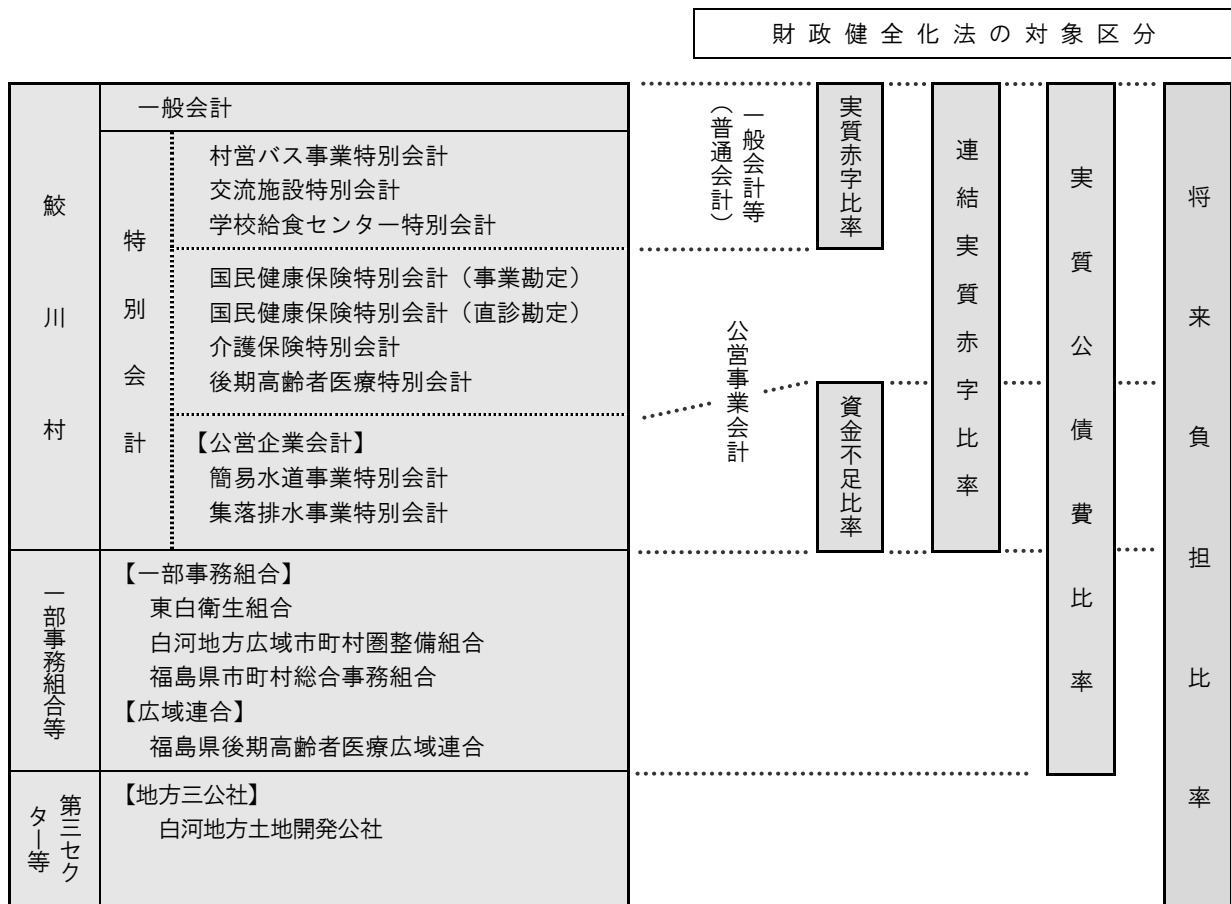 財政健全化法の対象区分
鮫川村
一般会計
特別会計
村営バス事業特別会計
交流施設特別会計
学校給食センター特別会計
国民健康保険特別会計（事業勘定）
国民健康保険特別会計（直診勘定）
介護保険特別会計
後期高齢者医療特別会計
【公営企業会計】
簡易水道事業特別会計
集落排水事業特別会計
一部事務組合等
【一部事務組合】
東白衛生組合
白河地方広域市町村圏整備組合
福島県市町村総合事務組合
【広域連合】
福島県後期高齢者医療広域連合
第三セク
ター等
【地方三公社】
白河地方土地開発公社
一般会計等
（普通会計）
公営事業会計
実質赤字比率
資金不足比率
連結実質赤字比率
実質公債費比率
将来負担比率